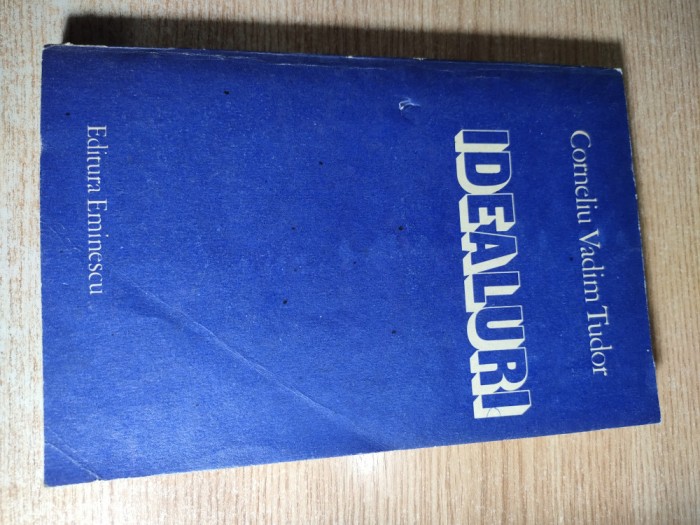 Corneliu Vadim Tudor
IDEALURI
Editura Eminescu